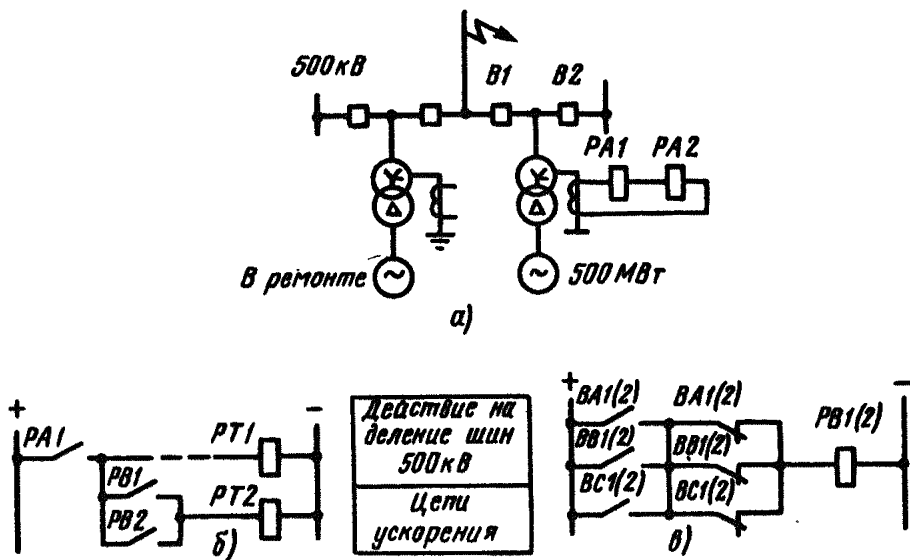 500кВ
В1
В2
РА1
РА2
В ремонте
500 МВт
а)
+
-
РА1
РТ1
РВ1
РВ2
РТ2
б)
Действие на
деление шин
500кВ
Цепи
ускорения
+
-
ВА1(2)
ВА1(2)
РВ1(2)
ВВ1(2)
ВВ1(2)
ВС1(2)
ВС1(2)
в)